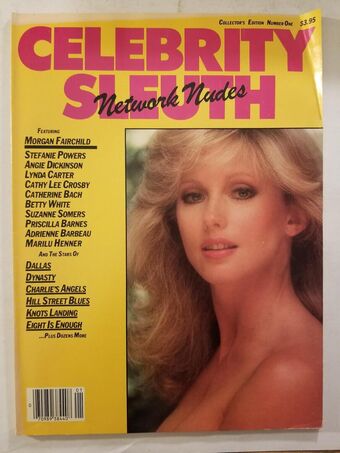 COLLECTOR'S EDITION NUMBER ONE $3.95
CELEBRITY
SLEUTH
Network Nudes
FEATURING
MORGAN FAIRCHILD
STEFANIE POWERS
ANGIE DICKINSON
LYNDA CARTER
CATHY LEE CROSBY
CATHERINE BACH
BETTY WHITE
SUZANNE SOMERS
PRISCILLA BARNES
ADRIENNE BARBEAU
MARILU HENNER
AND THE STARS OF
DALLAS
DYNASTY
CHARLIE'S ANGELS
HILL STREET BLUES
KNOTS LANDING
EIGHT IS ENOUGH
...PLUS DOZENS MORE
01